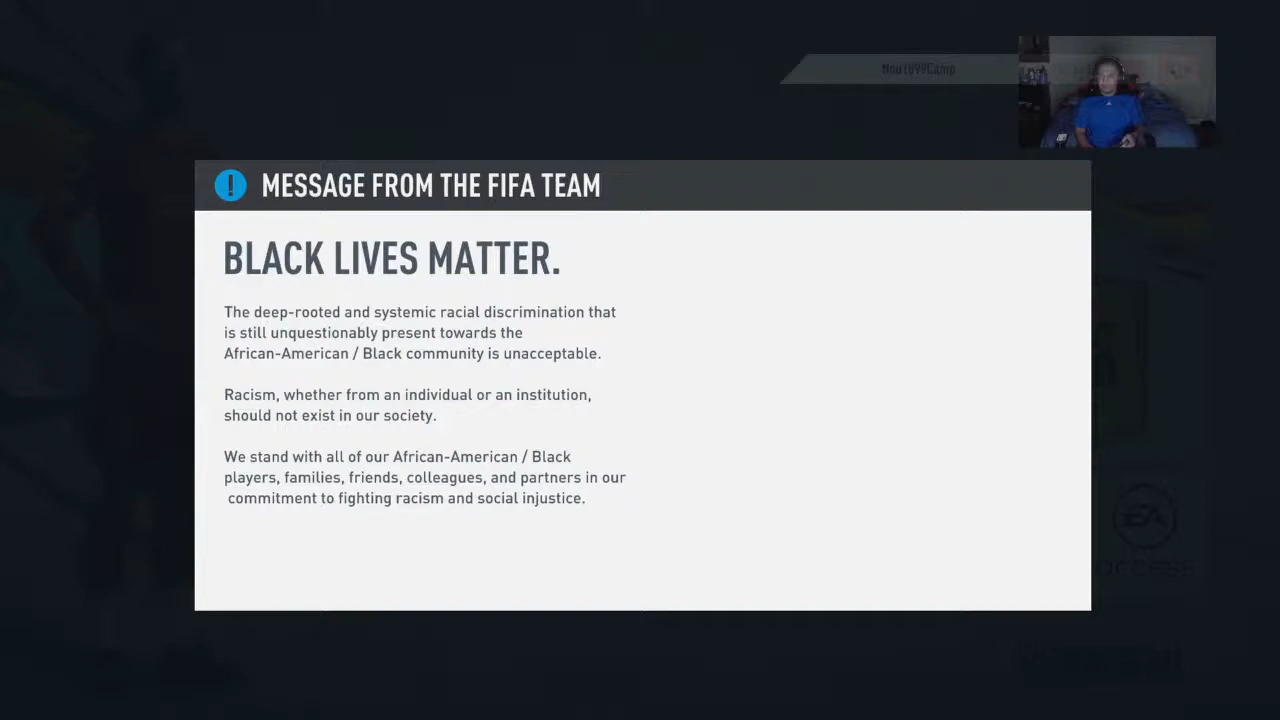 MESSAGE FROM THE FIFA TEAM
BLACK LIVES MATTER.
The deep-rooted and systemic racial discrimination that
is still unquestionably present towards the
African-American / Black community is unacceptable.
Racism, whether from an individual or an institution,
should not exist in our society.
We stand with all of our African-American / Black
players, families, friends, colleagues, and partners in our
commitment to fighting racism and social injustice.
EA